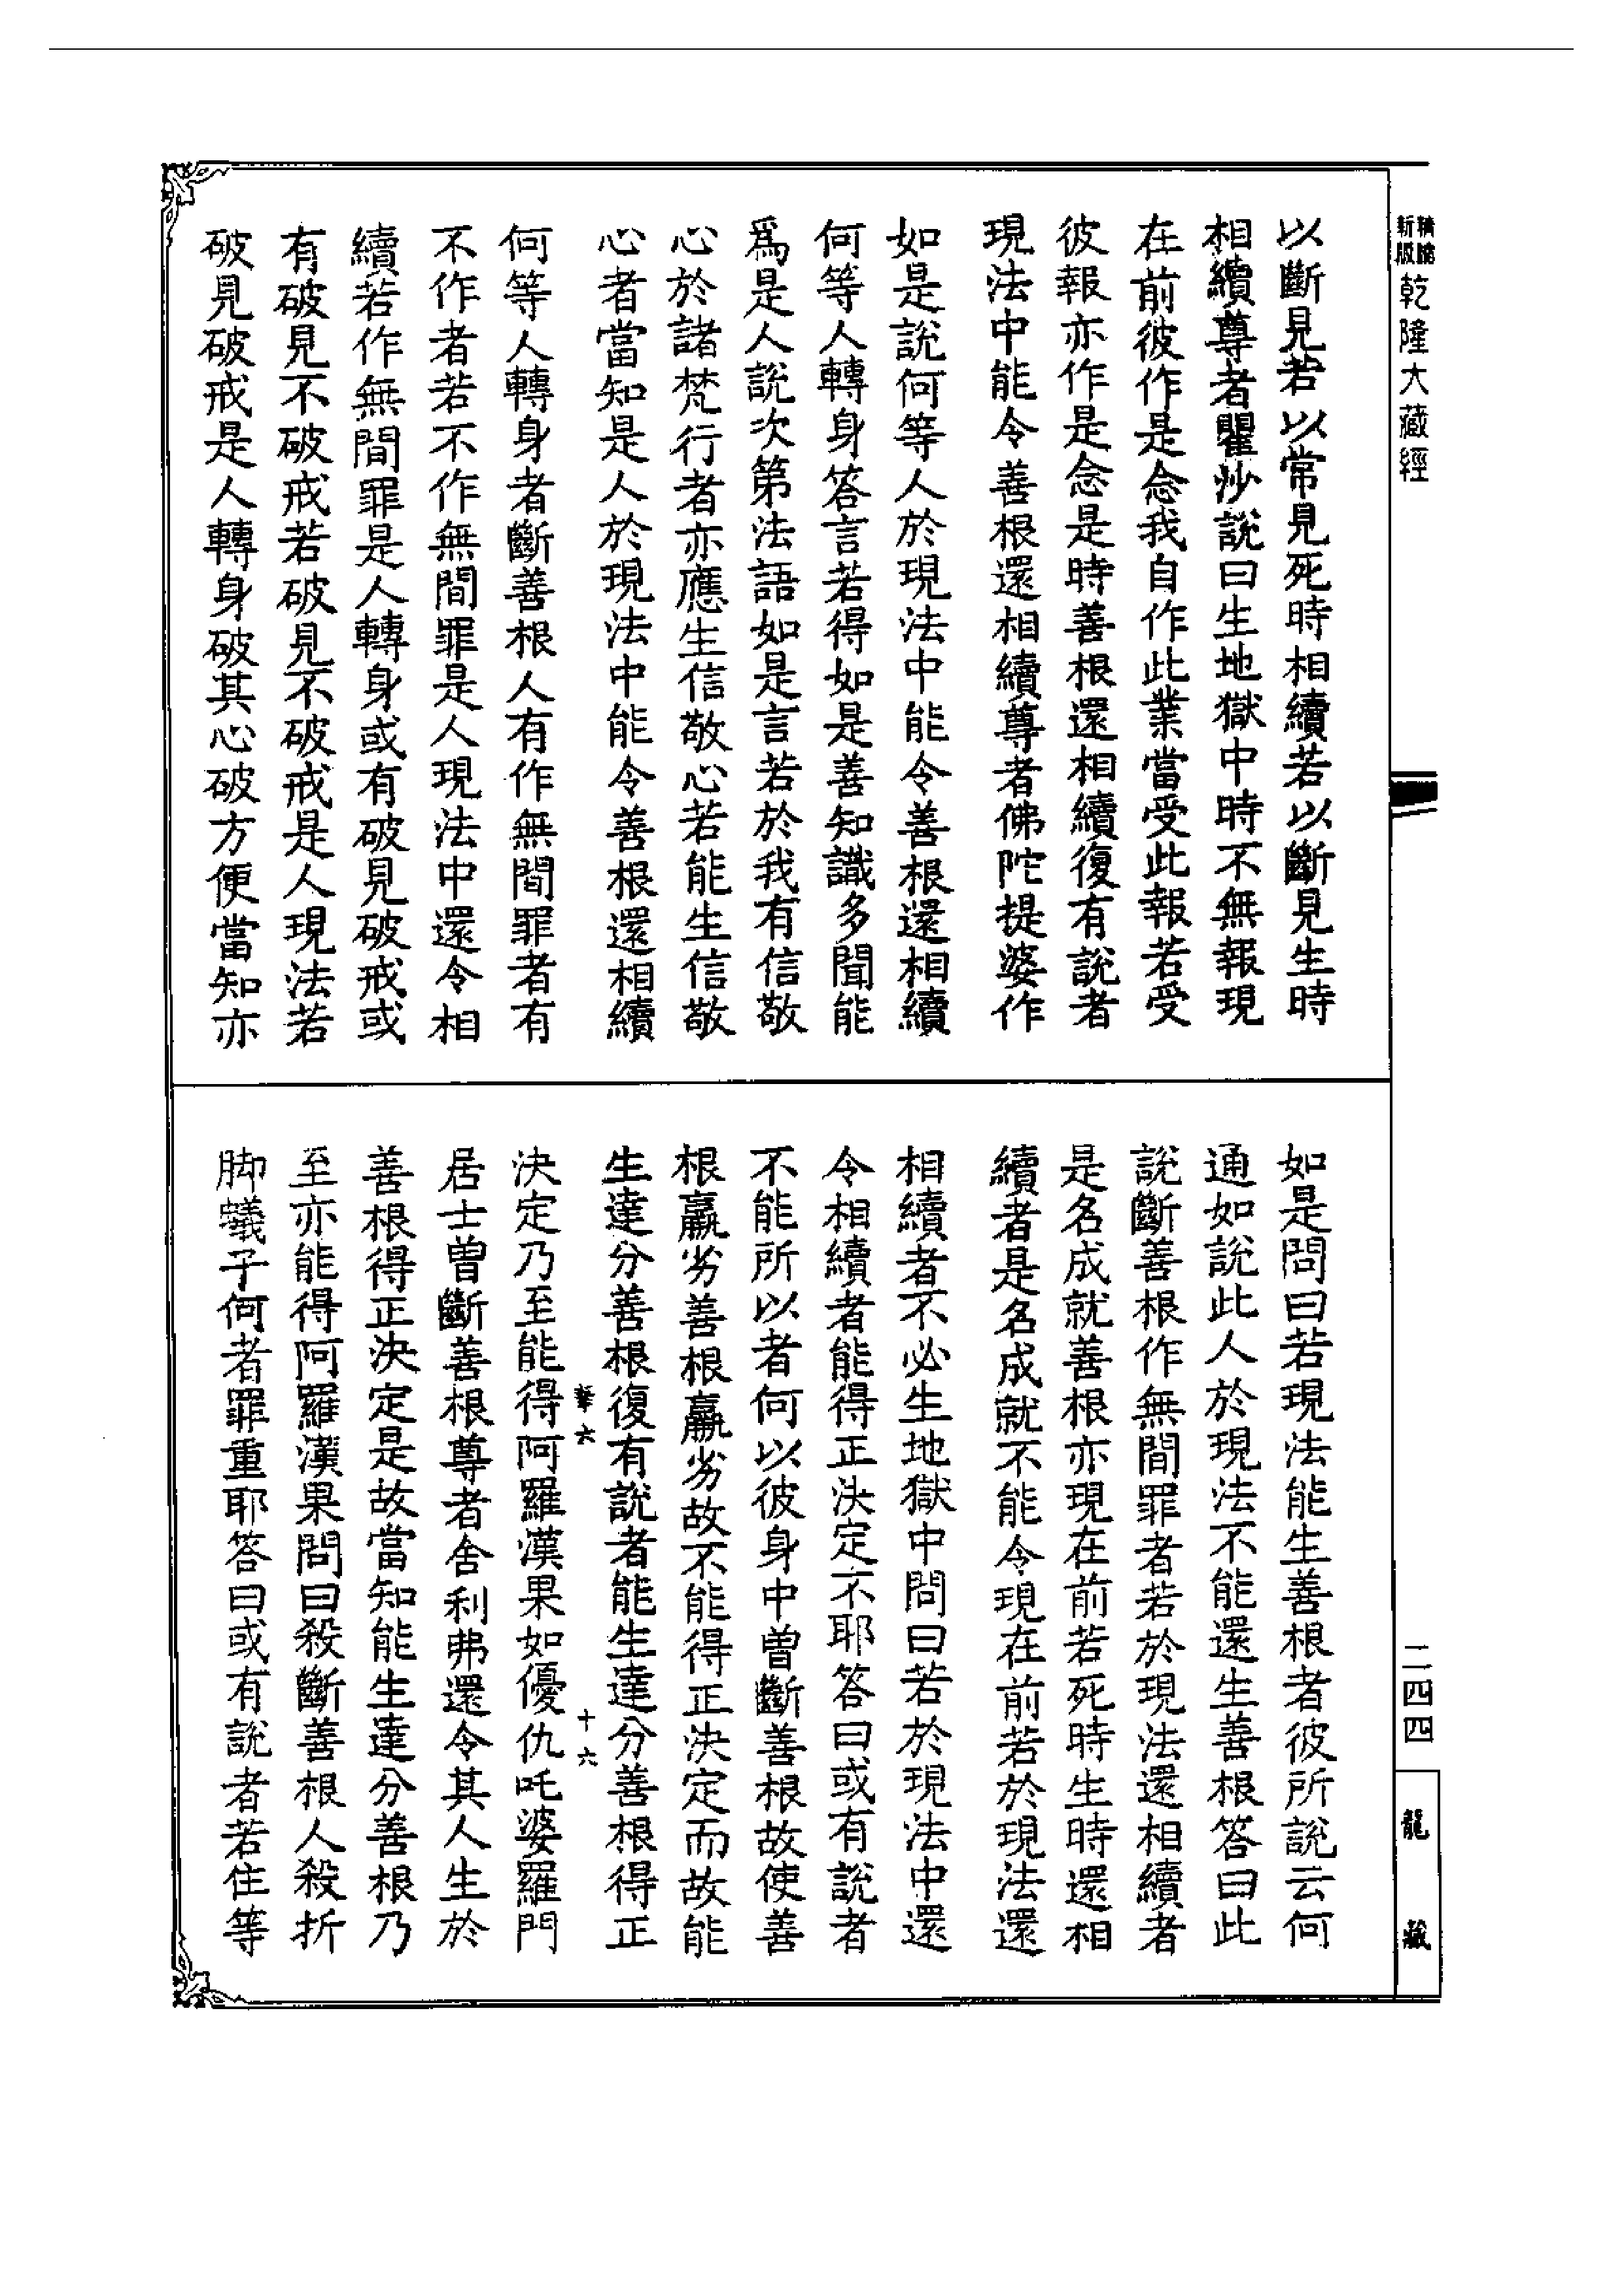 新版
精縮
乾隆大藏經
以斷見若以常見死時相續若以斷見生時
相續尊者瞿沙說曰生地獄中時不無報現
在前彼作是念我自作此業當受此報若受
彼報亦作是念是時善根還相續復有說者
現法中能令善根還相續尊者佛陀提婆作
如是說何等人於現法中能令善根還相續
何等人轉身答言若得如是善知識多聞能
爲是人說次第法語如是言若於我有信敬
心於諸梵行者亦應生信敬心若能生信敬
心者當知是人於現法中能令善根還相續
何等人轉身者斷善根人有作無間罪者有
不作者若不作無間罪是人現法中還令相
續若作無間罪是人轉身或有破見破戒或
有破見不破戒若破見不破戒是人現法若
破見破戒是人轉身破其心破方便當知亦
如是問曰若現法能生善根者彼所說云何
通如說此人於現法不能還生善根答曰此
說斷善根作無間罪者若於現法還相續者
是名成就善根亦現在前若死時生時還相
續者是名成就不能令現在前若於現法還
相續者不必生地獄中問曰若於現法中還
令相續者能得正決定不耶答曰或有說者
不能所以者何以彼身中曾斷善根故使善
根羸劣善根羸劣故不能得正決定而故能
生達分善根復有說者能生達分善根得正
決定乃至能得阿羅漢果如優仇吒婆羅門
居士曾斷善根尊者舍利弗還令其人生於
善根得正決定是故當知能生達分善根乃
至亦能得阿羅漢果問曰殺斷善根人殺折
脚蟻子何者罪重耶答曰或有說者若住等
六
十六
二四四
龍藏